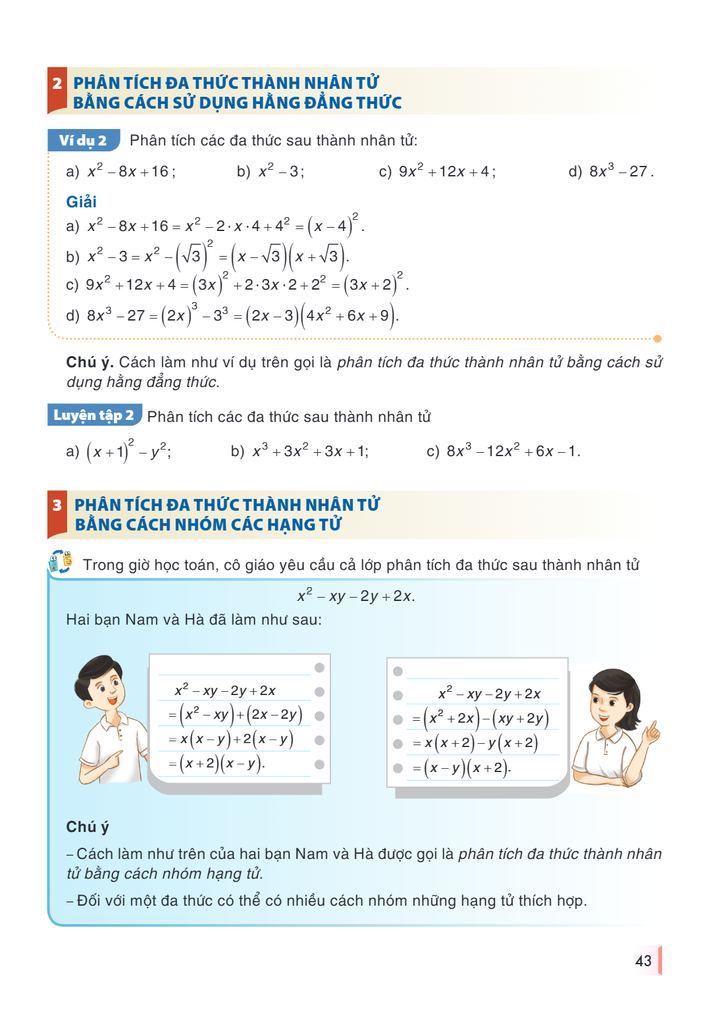 2 PHÂN TÍCH ĐA THỨC THÀNH NHÂN TỬ
BẰNG CÁCH SỬ DỤNG HẰNG ĐẲNG THỨC
Ví dụ 2 Phân tích các đa thức sau thành nhân tử:
a) x² − 8x + 16; b) x² − 3; c) 9x² + 12x + 4; d) 8x³ − 27.
Giải
a) x² − 8x + 16 = x² − 2·x·4 + 4² = (x − 4)².
b) x² − 3 = x² − (√3)² = (x − √3)(x + √3).
c) 9x² + 12x + 4 = (3x)² + 2·3x·2 + 2² = (3x + 2)².
d) 8x³ − 27 = (2x)³ − 3³ = (2x − 3)(4x² + 6x + 9).
Chú ý. Cách làm như ví dụ trên gọi là phân tích đa thức thành nhân tử bằng cách sử
dụng hằng đẳng thức.
Luyện tập 2 Phân tích các đa thức sau thành nhân tử
a) (x + 1)² − y²; b) x³ + 3x² + 3x + 1; c) 8x³ − 12x² + 6x − 1.
3 PHÂN TÍCH ĐA THỨC THÀNH NHÂN TỬ
BẰNG CÁCH NHÓM CÁC HẠNG TỬ
Trong giờ học toán, cô giáo yêu cầu cả lớp phân tích đa thức sau thành nhân tử
x² − xy − 2y + 2x.
Hai bạn Nam và Hà đã làm như sau:
x² − xy − 2y + 2x
= (x² − xy) + (2x − 2y)
= x(x − y) + 2(x − y)
= (x + 2)(x − y).
x² − xy − 2y + 2x
= (x² + 2x) − (xy + 2y)
= x(x + 2) − y(x + 2)
= (x − y)(x + 2).
Chú ý
– Cách làm như trên của hai bạn Nam và Hà được gọi là phân tích đa thức thành nhân
tử bằng cách nhóm hạng tử.
– Đối với một đa thức có thể có nhiều cách nhóm những hạng tử thích hợp.
43